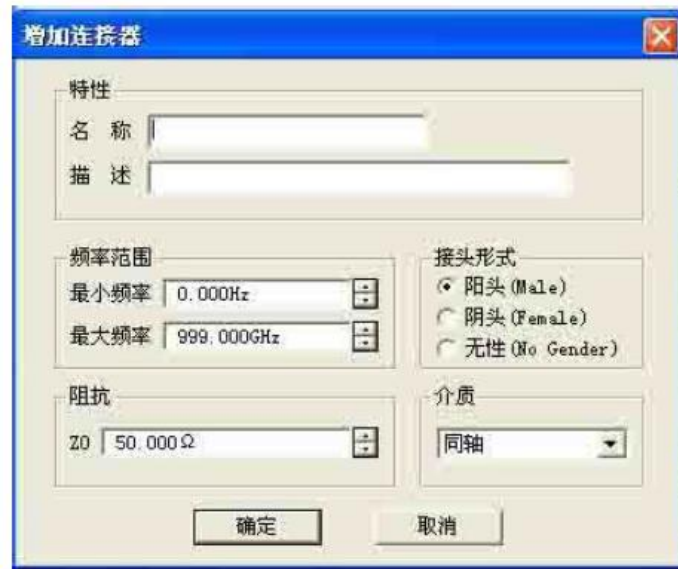 增加连接器
特性
名 称
描 述
频率范围
最小频率 0.000Hz
最大频率 999.000GHz
接头形式
阳头(Male)
阴头(Female)
无性(No Gender)
阻抗
Z0 50.000Ω
介质
同轴
确定 取消